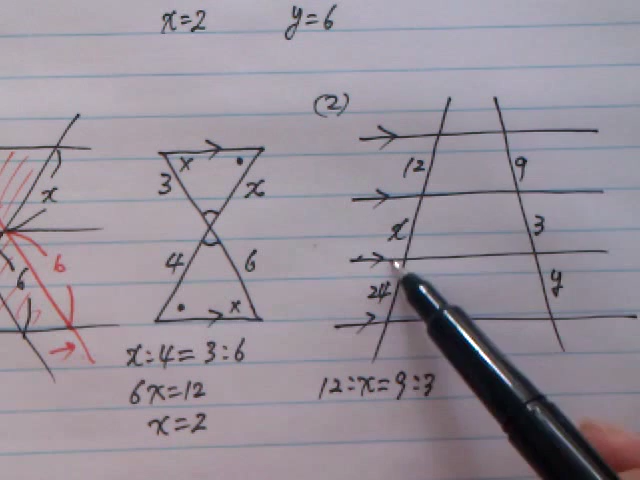 x=2 y=6
(2)
x
6
6
3 x
4 6
x:4=3:6
6x=12
x=2
12 9
x 3
24 y
12:x=9:3